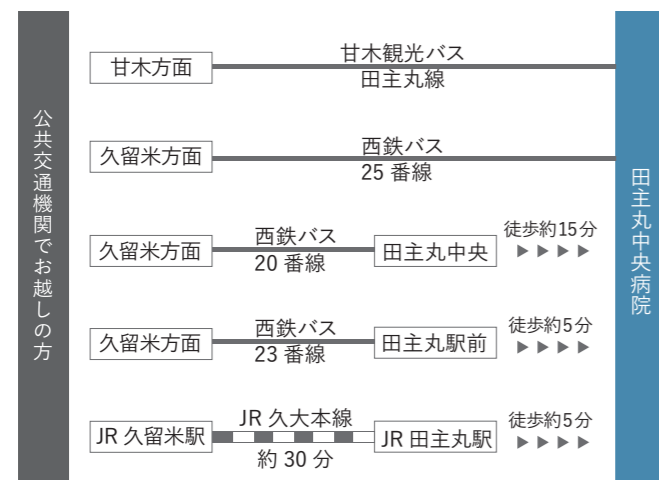 公共交通機関でお越しの方
甘木方面
甘木観光バス
田主丸線
久留米方面
西鉄バス
25 番線
久留米方面
西鉄バス
20 番線
田主丸中央
徒歩約15分
▶▶▶▶
久留米方面
西鉄バス
23 番線
田主丸駅前
徒歩約5分
▶▶▶▶
JR 久留米駅
JR 久大本線
約 30 分
JR 田主丸駅
徒歩約5分
▶▶▶▶
田主丸中央病院